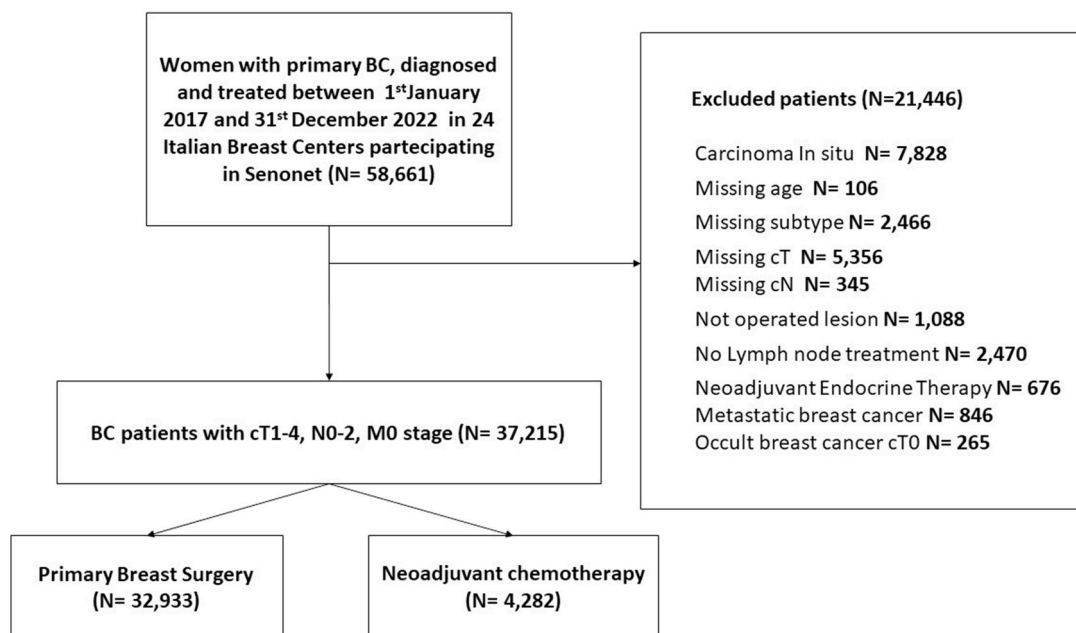 Women with primary BC, diagnosed
and treated between 1stJanuary
2017 and 31st December 2022 in 24
Italian Breast Centers partecipating
in Senonet (N= 58,661)
Excluded patients (N=21,446)
Carcinoma In situ N= 7,828
Missing age N= 106
Missing subtype N= 2,466
Missing cT N= 5,356
Missing cN N= 345
Not operated lesion N= 1,088
No Lymph node treatment N= 2,470
Neoadjuvant Endocrine Therapy N= 676
Metastatic breast cancer N= 846
Occult breast cancer cT0 N= 265
BC patients with cT1-4, N0-2, M0 stage (N= 37,215)
Primary Breast Surgery
(N= 32,933)
Neoadjuvant chemotherapy
(N= 4,282)